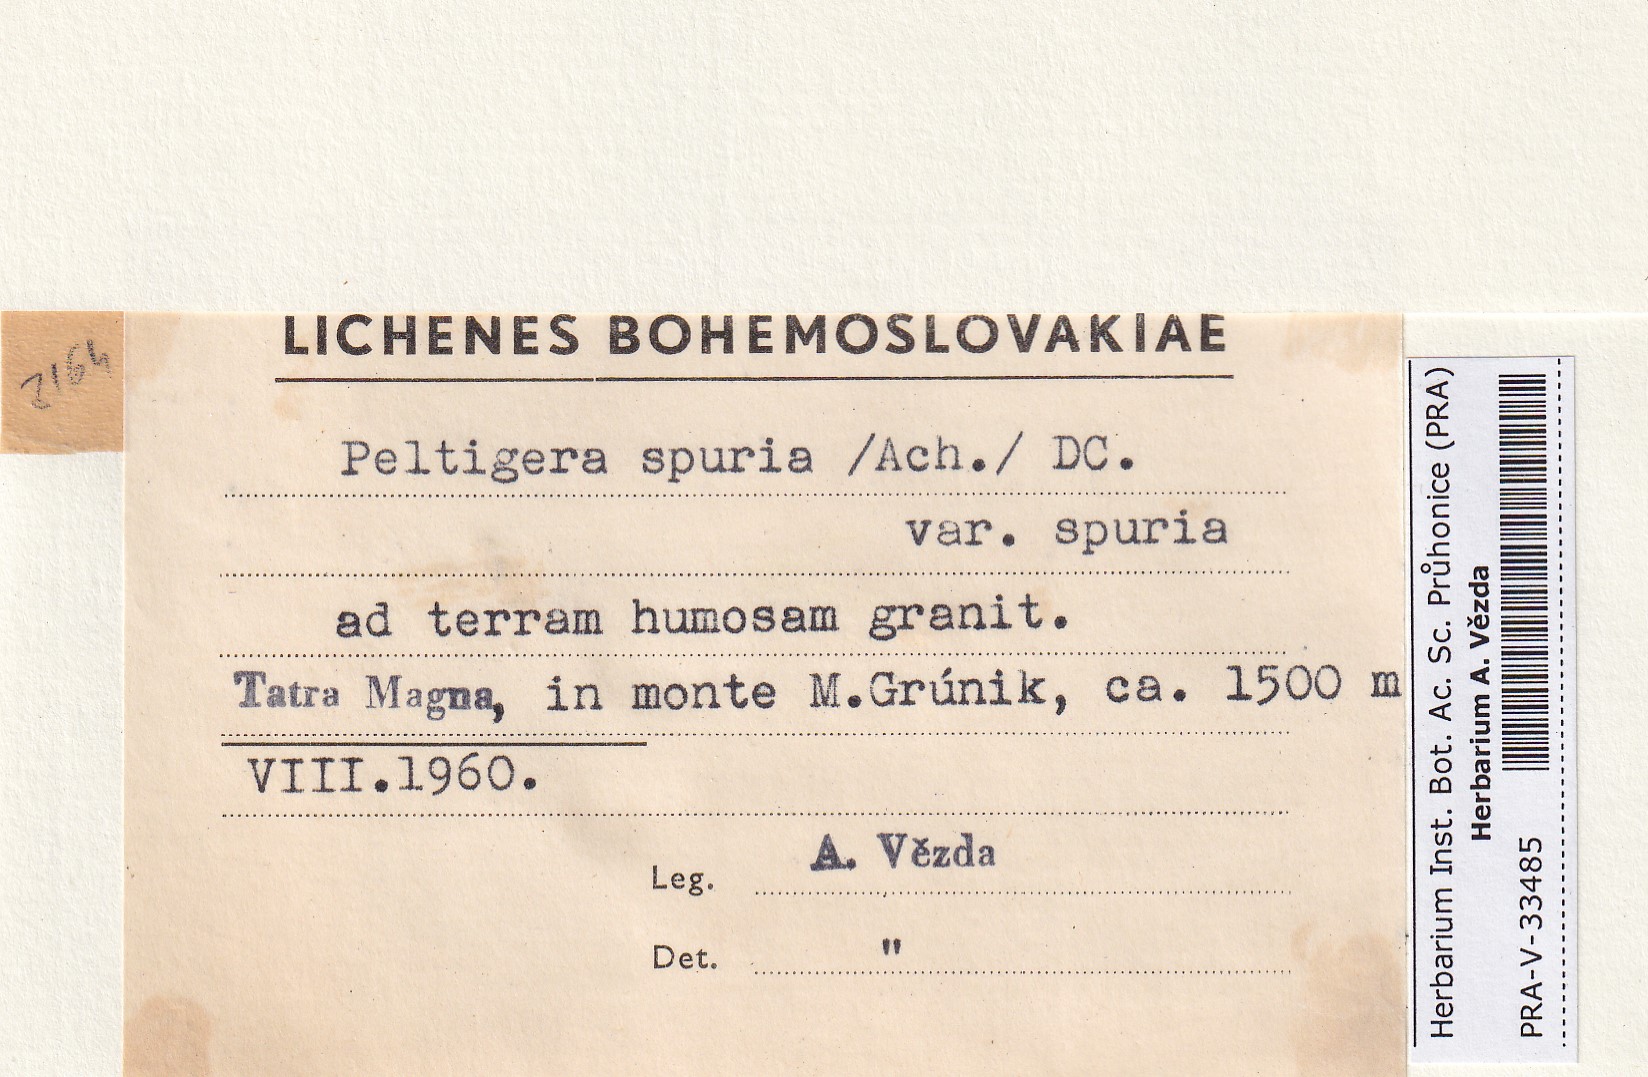 LICHENES BOHEMOSLOVAKIAE
2164
Peltigera spuria /Ach./ DC.
var. spuria
ad terram humosam granit.
Tatra Magna, in monte M.Grúnik, ca. 1500 m
VIII.1960.
Leg. A. Vězda
Det. "
Herbarium Inst. Bot. Ac. Sc. Průhonice (PRA)
Herbarium A. Vězda
PRA-V-33485